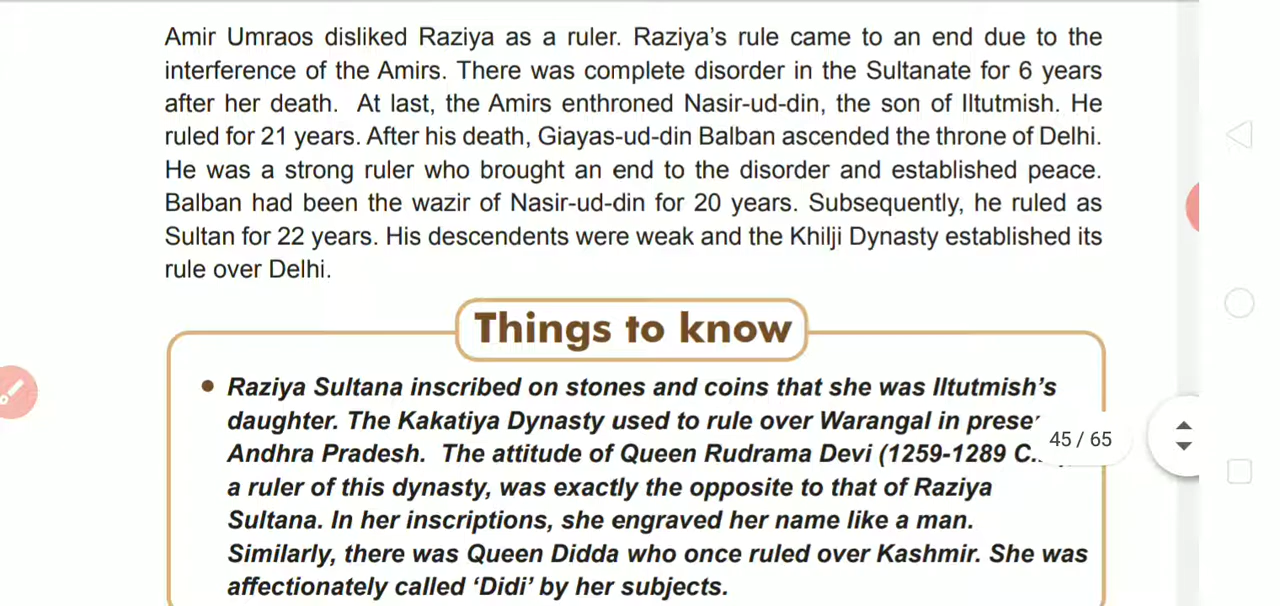 Amir Umraos disliked Raziya as a ruler. Raziya's rule came to an end due to the
interference of the Amirs. There was complete disorder in the Sultanate for 6 years
after her death.  At last, the Amirs enthroned Nasir-ud-din, the son of Iltutmish. He
ruled for 21 years. After his death, Giayas-ud-din Balban ascended the throne of Delhi.
He was a strong ruler who brought an end to the disorder and established peace.
Balban had been the wazir of Nasir-ud-din for 20 years. Subsequently, he ruled as
Sultan for 22 years. His descendents were weak and the Khilji Dynasty established its
rule over Delhi.
Things to know
• Raziya Sultana inscribed on stones and coins that she was Iltutmish's
daughter. The Kakatiya Dynasty used to rule over Warangal in
45 / 65
Andhra Pradesh.  The attitude of Queen Rudrama Devi (1259-1289
a ruler of this dynasty, was exactly the opposite to that of Raziya
Sultana. In her inscriptions, she engraved her name like a man.
Similarly, there was Queen Didda who once ruled over Kashmir. She was
affectionately called 'Didi' by her subjects.